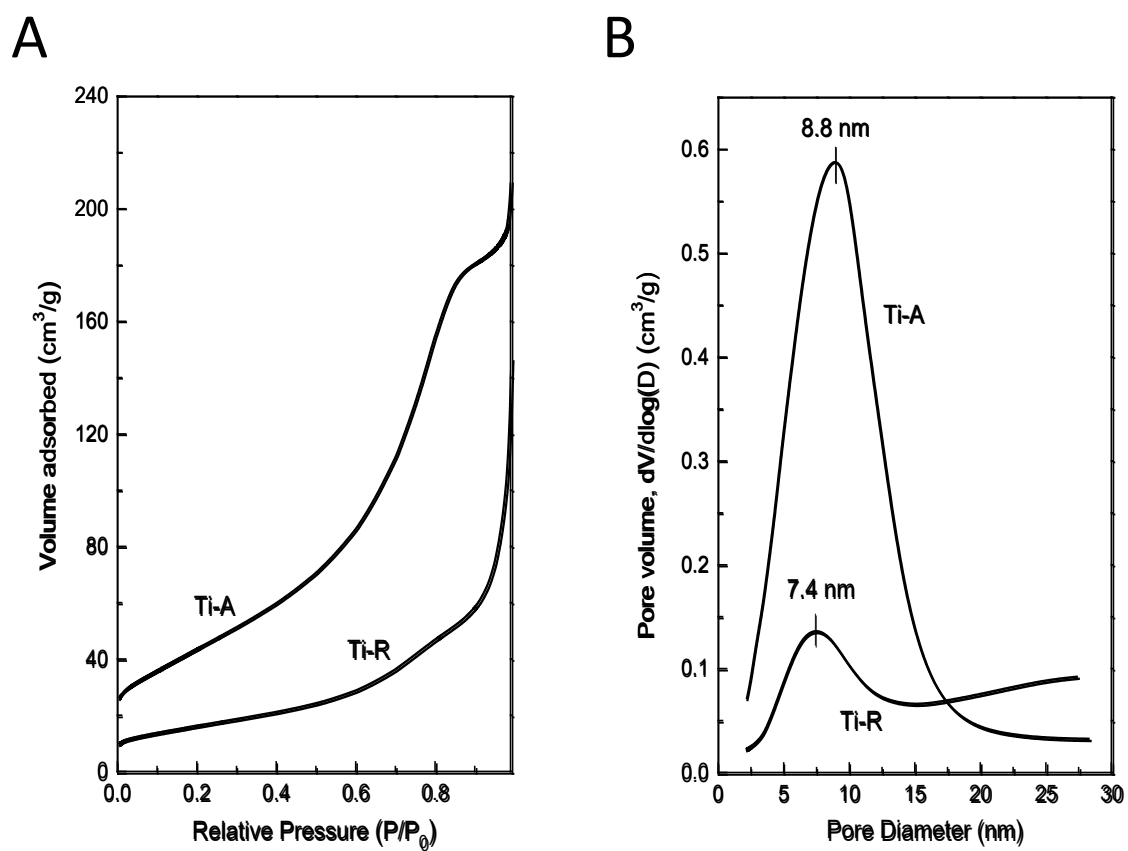 A
240
200
160
120
80
40
0
0.0 0.2 0.4 0.6 0.8
Volume adsorbed (cm³/g)
Relative Pressure (P/P₀)
Ti-A
Ti-R
B
0.6
0.5
0.4
0.3
0.2
0.1
0.0
0 5 10 15 20 25 30
Pore volume, dV/dlog(D) (cm³/g)
Pore Diameter (nm)
8.8 nm
Ti-A
7.4 nm
Ti-R